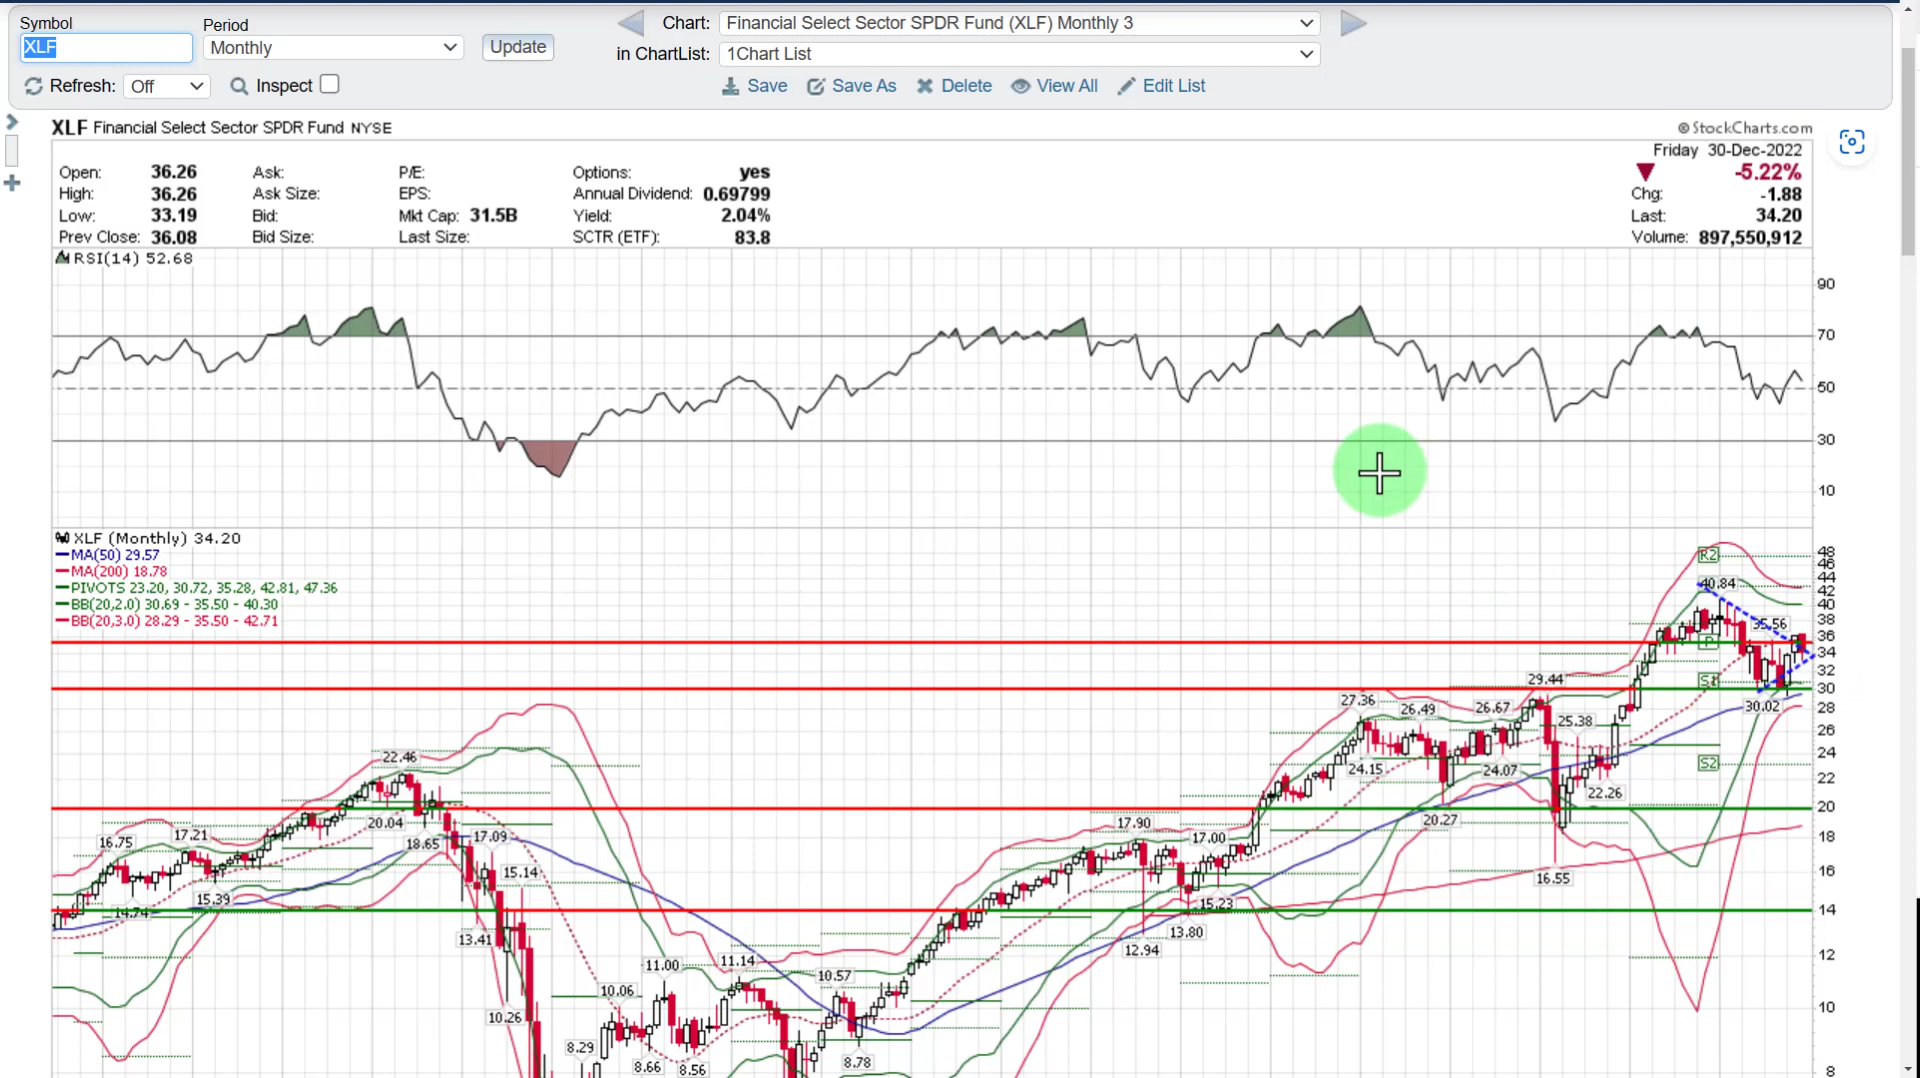 Symbol
Period
XLF
Monthly
Update
Chart:
Financial Select Sector SPDR Fund (XLF) Monthly 3
in ChartList:
1Chart List
Refresh:
Off
Inspect
Save
Save As
Delete
View All
Edit List
XLF Financial Select Sector SPDR Fund NYSE
© StockCharts.com
Friday 30-Dec-2022
Open: 36.26
Ask:
P/E:
Options: yes
-5.22%
High: 36.26
Ask Size:
EPS:
Annual Dividend: 0.69799
Chg: -1.88
Low: 33.19
Bid:
Mkt Cap: 31.5B
Yield: 2.04%
Last: 34.20
Prev Close: 36.08
Bid Size:
Last Size:
SCTR (ETF): 83.8
Volume: 897,550,912
RSI(14) 52.68
90
70
50
30
10
XLF (Monthly) 34.20
MA(50) 29.57
MA(200) 18.78
PIVOTS 23.20, 30.72, 35.28, 42.81, 47.36
BB(20,2.0) 30.69 - 35.50 - 40.30
BB(20,3.0) 28.29 - 35.50 - 42.71
R2
48
46
44
40.84
42
40
38
35.56
36
P
34
32
S1
30
29.44
27.36
26.49
26.67
30.02
28
25.38
26
24
22.46
24.15
24.07
S2
22
22.26
20
20.04
20.27
17.90
17.00
18
16.75
17.21
18.65
17.09
16
15.14
16.55
15.39
15.23
14.74
14
13.41
13.80
12.94
12
11.00
11.14
10.57
10.06
10.26
10
8.29
8.66
8.56
8.78
8